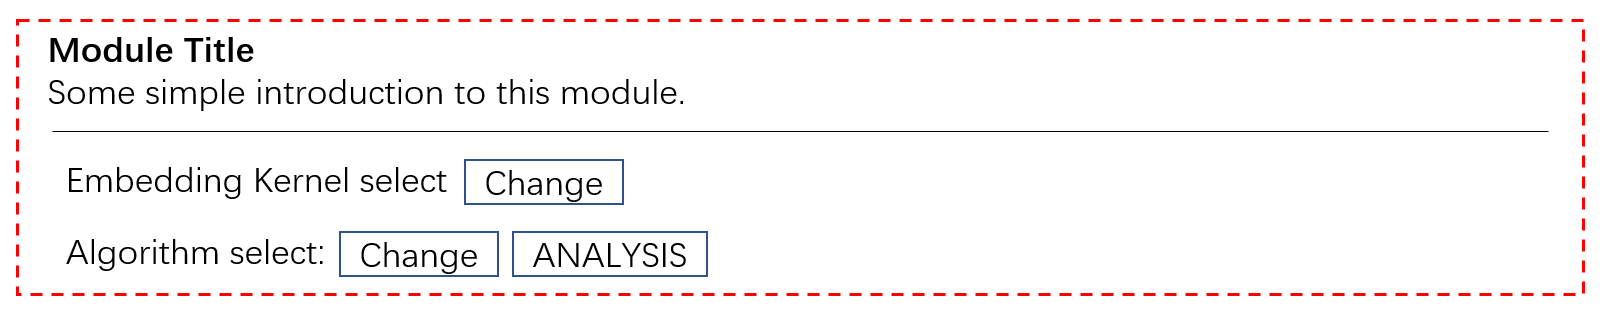 Module Title
Some simple introduction to this module.
Embedding Kernel select Change
Algorithm select: Change ANALYSIS